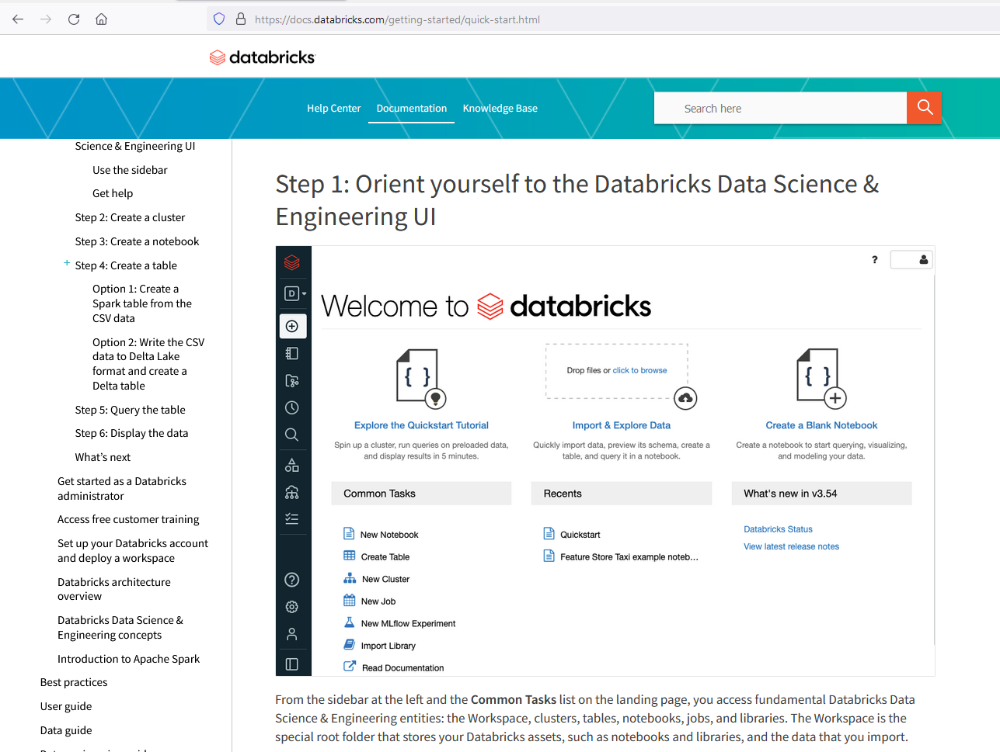 https://docs.databricks.com/getting-started/quick-start.html
databricks
Help Center
Documentation
Knowledge Base
Search here
Science & Engineering UI
Use the sidebar
Get help
Step 2: Create a cluster
Step 3: Create a notebook
+ Step 4: Create a table
Option 1: Create a
Spark table from the
CSV data
Option 2: Write the CSV
data to Delta Lake
format and create a
Delta table
Step 5: Query the table
Step 6: Display the data
What's next
Get started as a Databricks
administrator
Access free customer training
Set up your Databricks account
and deploy a workspace
Databricks architecture
overview
Databricks Data Science &
Engineering concepts
Introduction to Apache Spark
Best practices
User guide
Data guide
Step 1: Orient yourself to the Databricks Data Science &
Engineering UI
?
D
Welcome to databricks
{ }
Explore the Quickstart Tutorial
Spin up a cluster, run queries on preloaded data,
and display results in 5 minutes.
Drop files or click to browse
Import & Explore Data
Quickly import data, preview its schema, create a
table, and query it in a notebook.
{ }
Create a Blank Notebook
Create a notebook to start querying, visualizing,
and modeling your data.
Common Tasks
New Notebook
Create Table
New Cluster
New Job
New MLflow Experiment
Import Library
Read Documentation
Recents
Quickstart
Feature Store Taxi example noteb...
What's new in v3.54
Databricks Status
View latest release notes
From the sidebar at the left and the Common Tasks list on the landing page, you access fundamental Databricks Data
Science & Engineering entities: the Workspace, clusters, tables, notebooks, jobs, and libraries. The Workspace is the
special root folder that stores your Databricks assets, such as notebooks and libraries, and the data that you import.